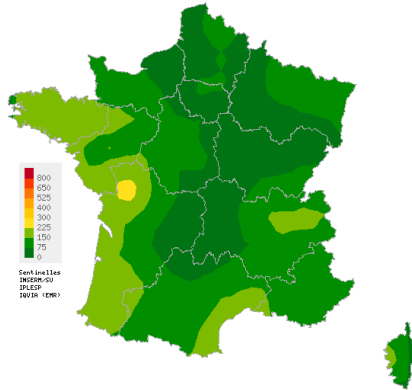 800
650
525
400
300
225
150
75
0
Sentinelles
INSERM/SU
IPLESP
IQVIA (EMR)